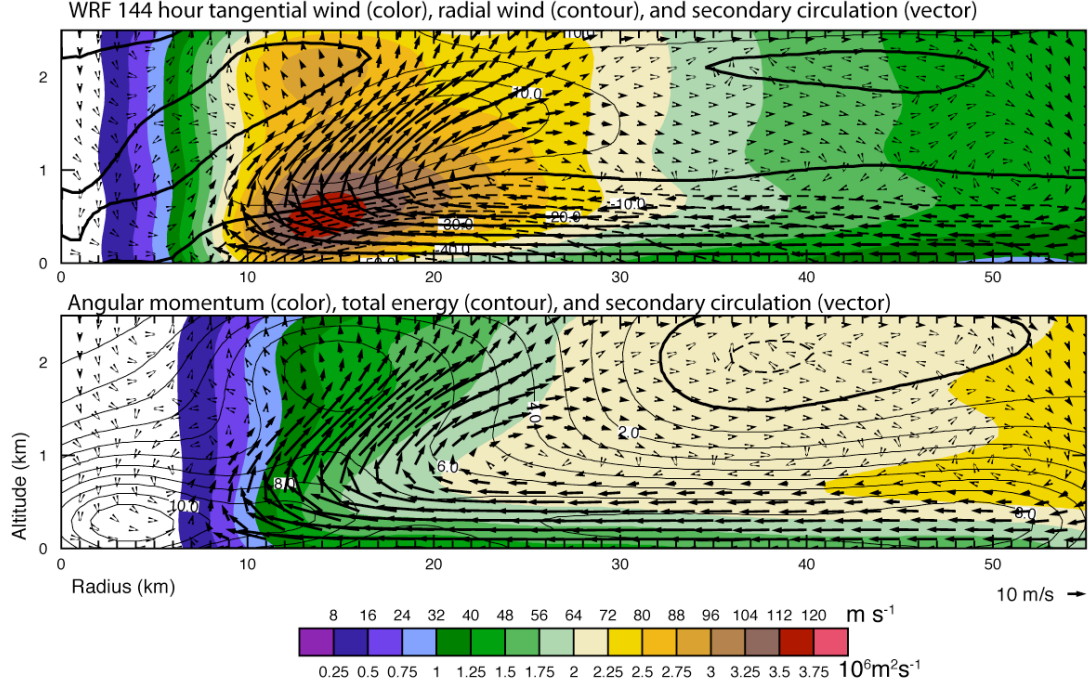 WRF 144 hour tangential wind (color), radial wind (contour), and secondary circulation (vector)
10.0
2
10.0
1
-10.0
-20.0
-30.0
-40.0
0
0 10 20 30 40 50
Angular momentum (color), total energy (contour), and secondary circulation (vector)
2
4.0
2.0
1
6.0
8.0
10.0
8.0
Altitude (km)
0
0 10 20 30 40 50
Radius (km)
10 m/s
8 16 24 32 40 48 56 64 72 80 88 96 104 112 120 m s-1
0.25 0.5 0.75 1 1.25 1.5 1.75 2 2.25 2.5 2.75 3 3.25 3.5 3.75 10⁶m²s⁻¹